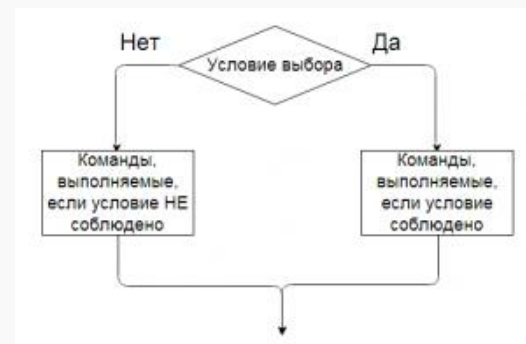 Нет
Да
Условие выбора
Команды,
выполняемые,
если условие НЕ
соблюдено
Команды,
выполняемые,
если условие
соблюдено